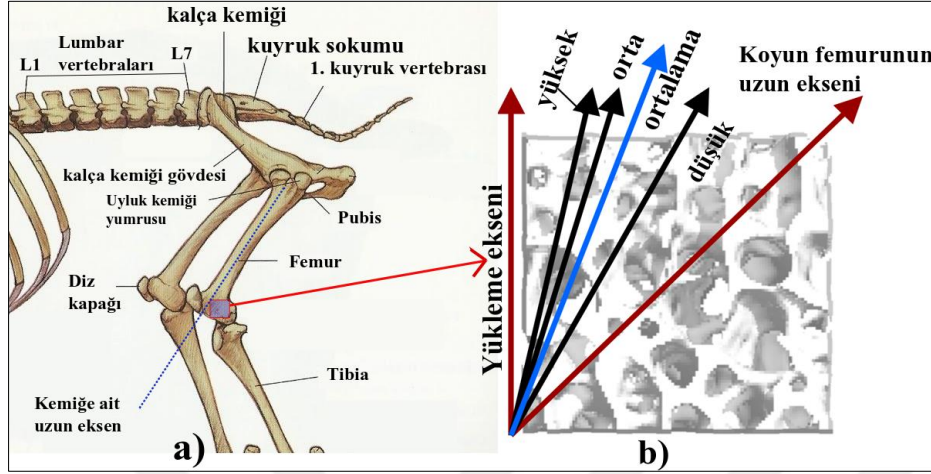 kalça kemiği
Lumbar
vertebraları
L1
L7
kuyruk sokumu
1. kuyruk vertebrası
kalça kemiği gövdesi
Uyluk kemiği
yumrusu
Pubis
Femur
Diz
kapağı
Tibia
Kemiğe ait
uzun eksen
a)
Yükleme ekseni
yüksek
orta
ortalama
düşük
Koyun femurunun
uzun ekseni
b)